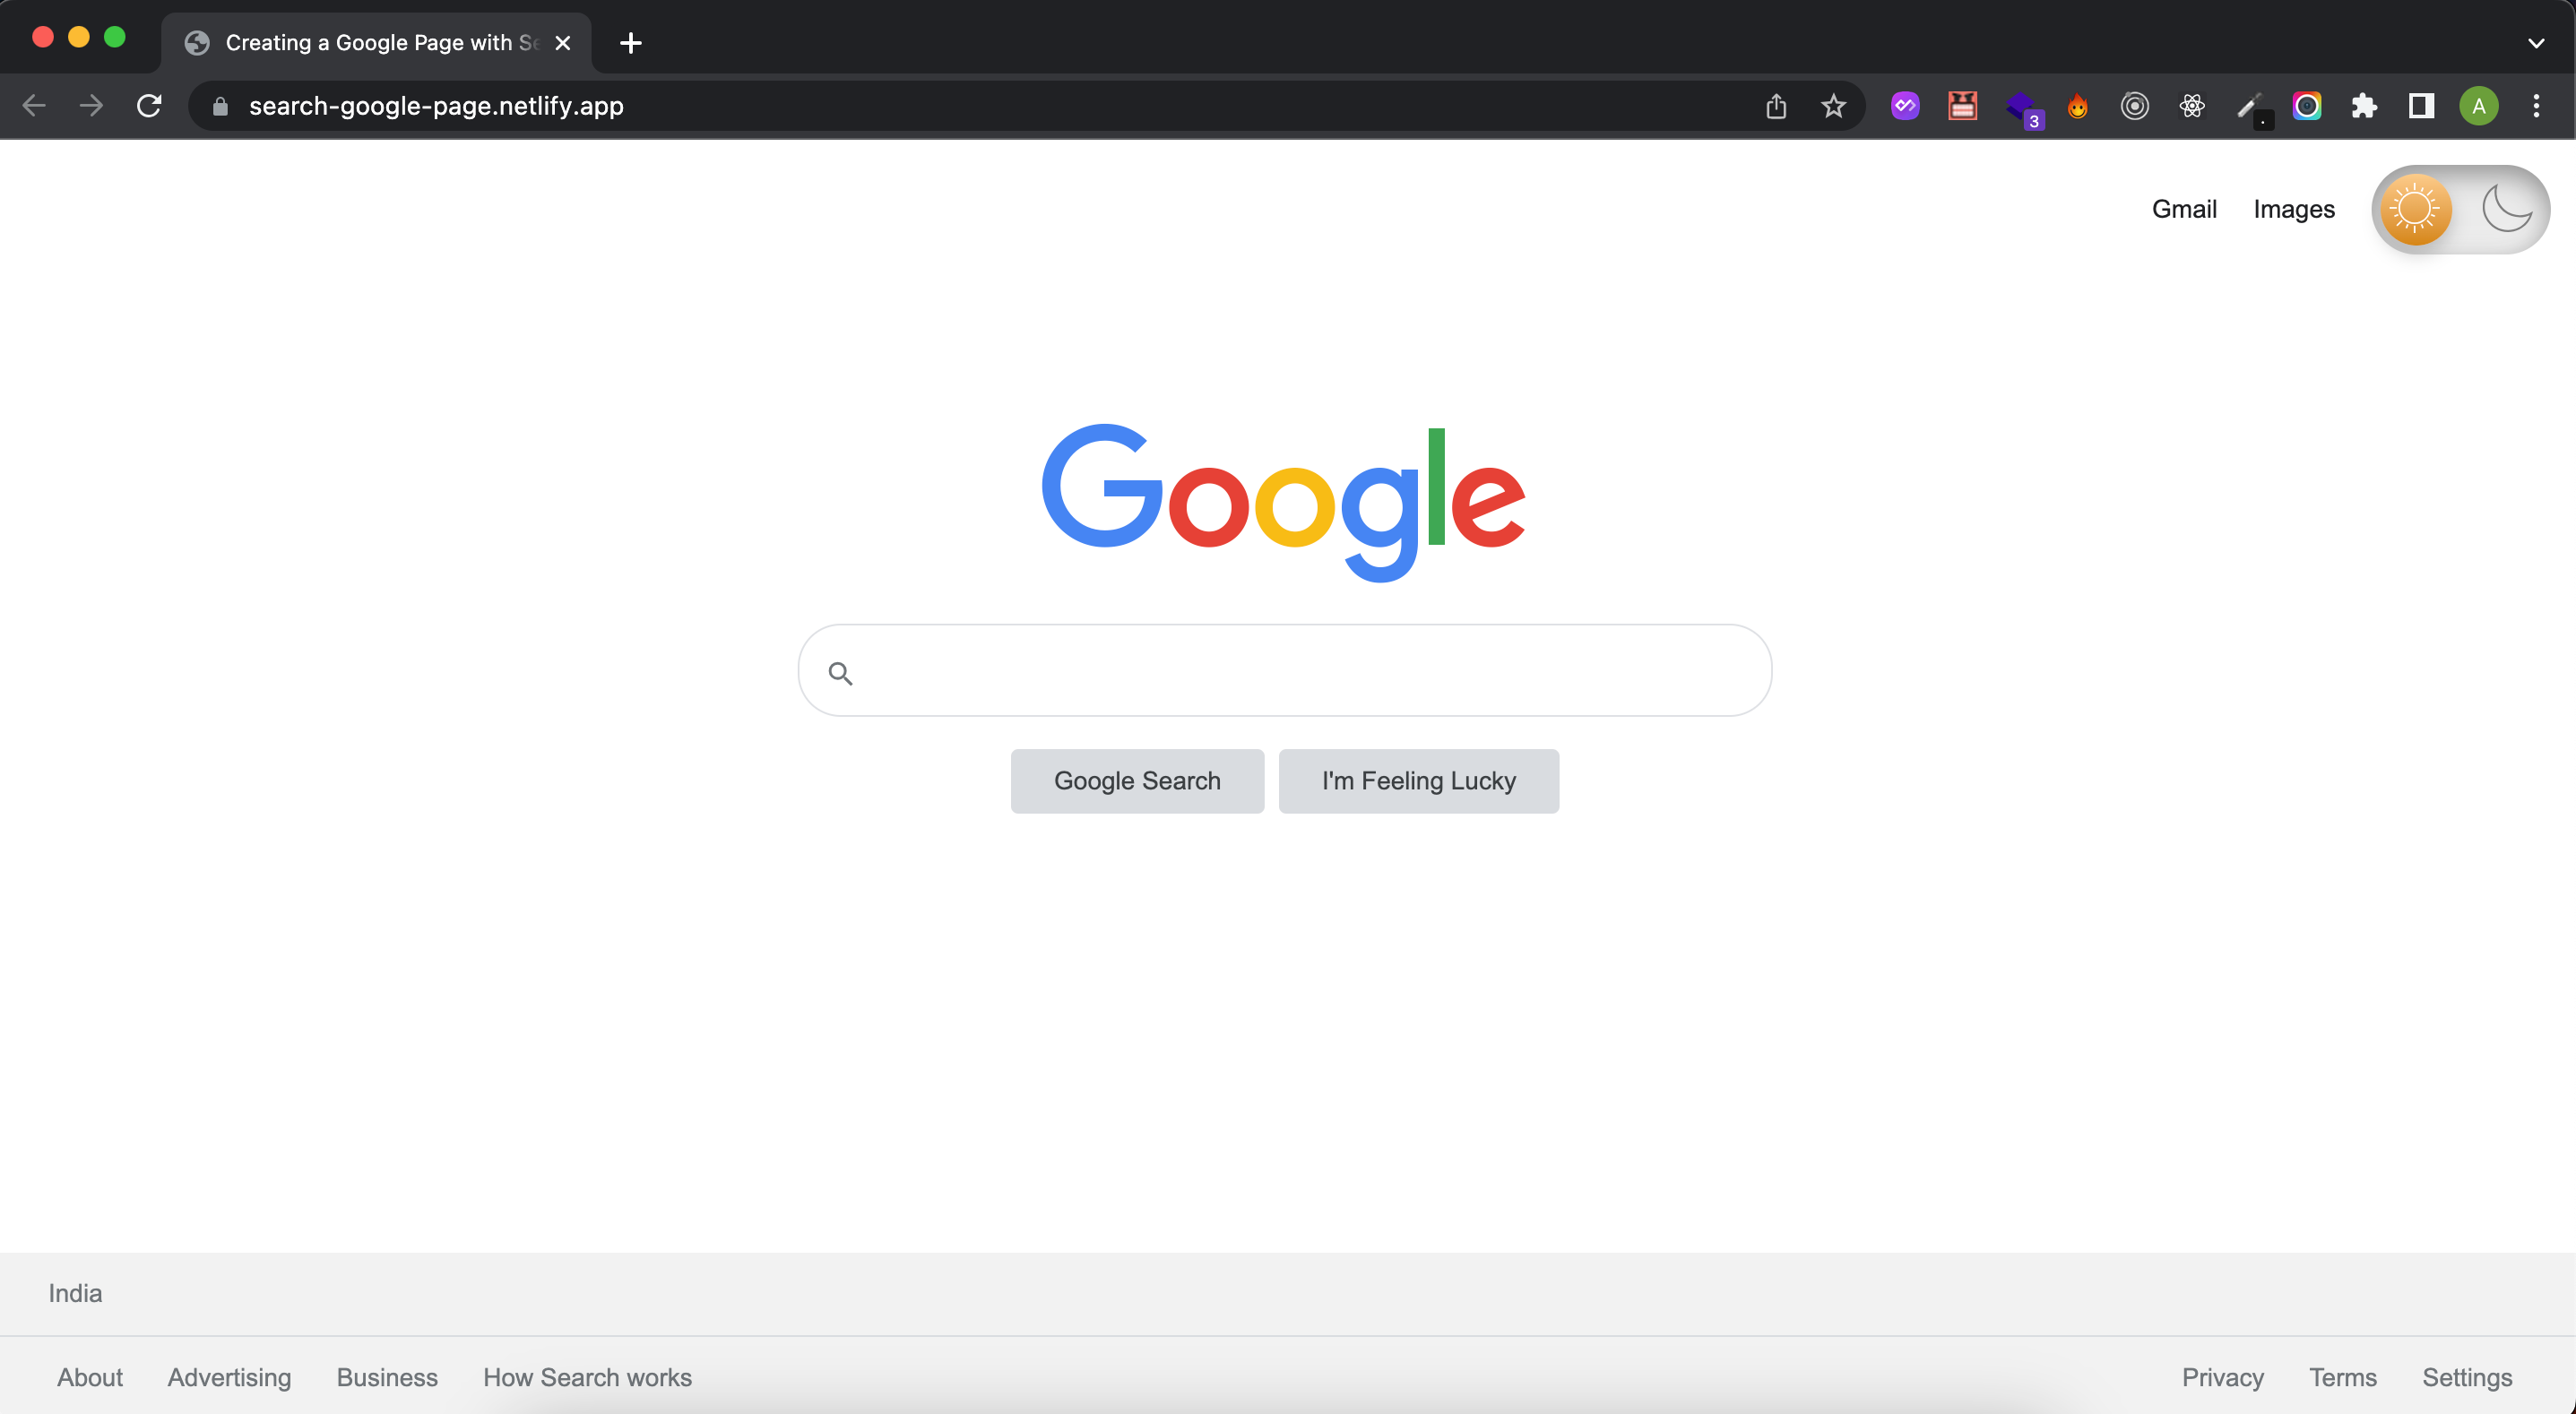 Creating a Google Page with Se
search-google-page.netlify.app
3
A
Gmail Images
Google
Google Search I'm Feeling Lucky
India
About Advertising Business How Search works Privacy Terms Settings